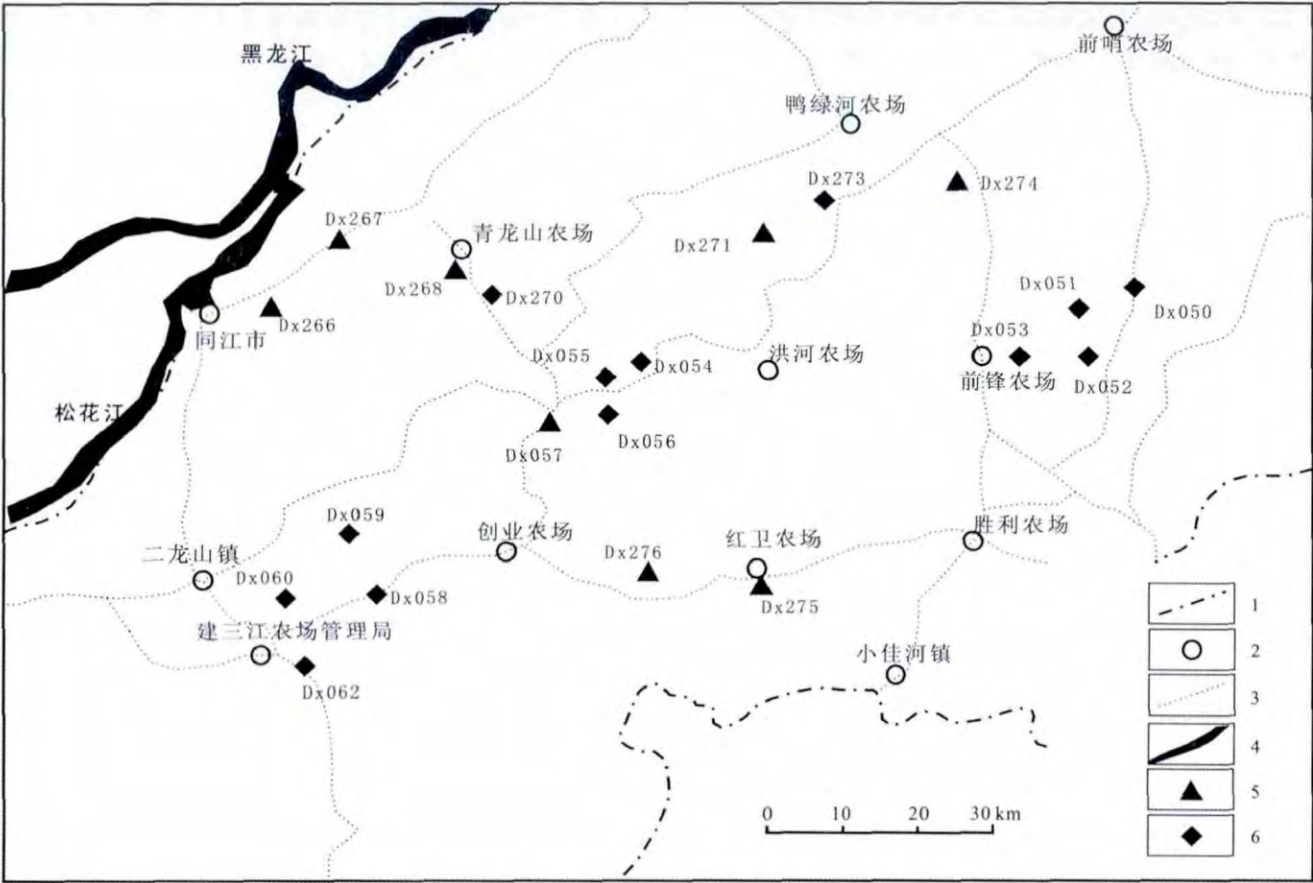 黑龙江
前哨农场
鸭绿河农场
Dx273
Dx274
Dx267
青龙山农场
Dx271
Dx268
Dx270
Dx051
Dx050
Dx266
同江市
Dx053
Dx055
Dx054
洪河农场
前锋农场
Dx052
松花江
Dx056
Dx057
Dx059
创业农场
胜利农场
红卫农场
二龙山镇
Dx276
Dx060
Dx058
Dx275
1
建三江农场管理局
2
小佳河镇
Dx062
3
4
5
0 10 20 30 km
6